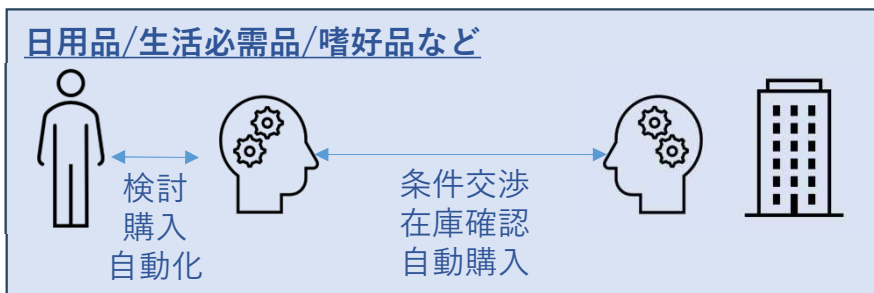 日用品/生活必需品/嗜好品など
検討
購入
自動化
条件交渉
在庫確認
自動購入